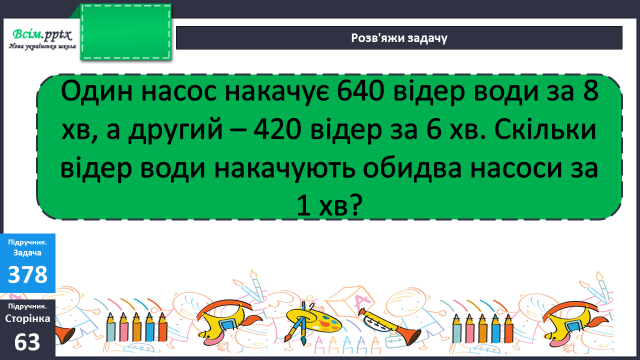 Всім.pptx
Нова українська школа
Розв'яжи задачу
Один насос накачує 640 відер води за 8
хв, а другий – 420 відер за 6 хв. Скільки
відер води накачують обидва насоси за
1 хв?
Підручник.
Задача
378
Підручник.
Сторінка
63